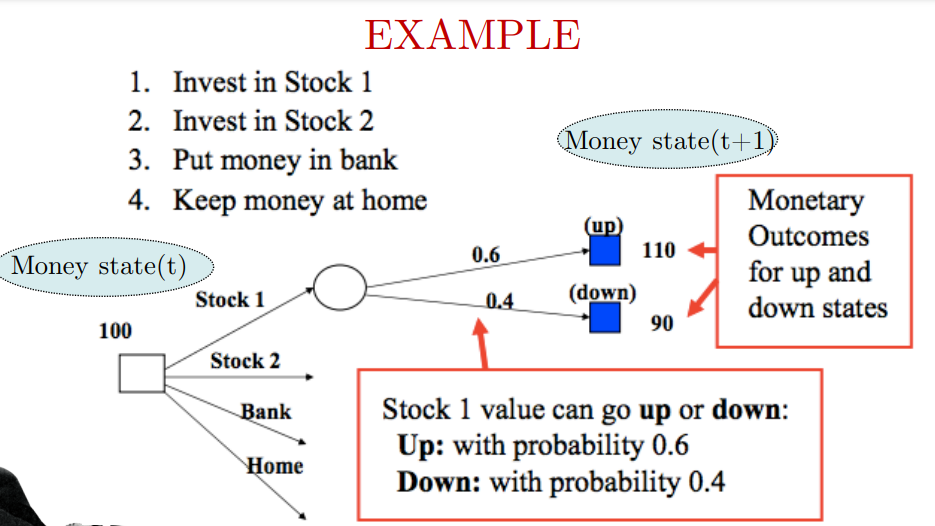 EXAMPLE
1. Invest in Stock 1
2. Invest in Stock 2
3. Put money in bank
4. Keep money at home
Money state(t+1)
Money state(t)
100
Stock 1
Stock 2
Bank
Home
0.6
0.4
(up)
110
(down)
90
Monetary
Outcomes
for up and
down states
Stock 1 value can go up or down:
Up: with probability 0.6
Down: with probability 0.4